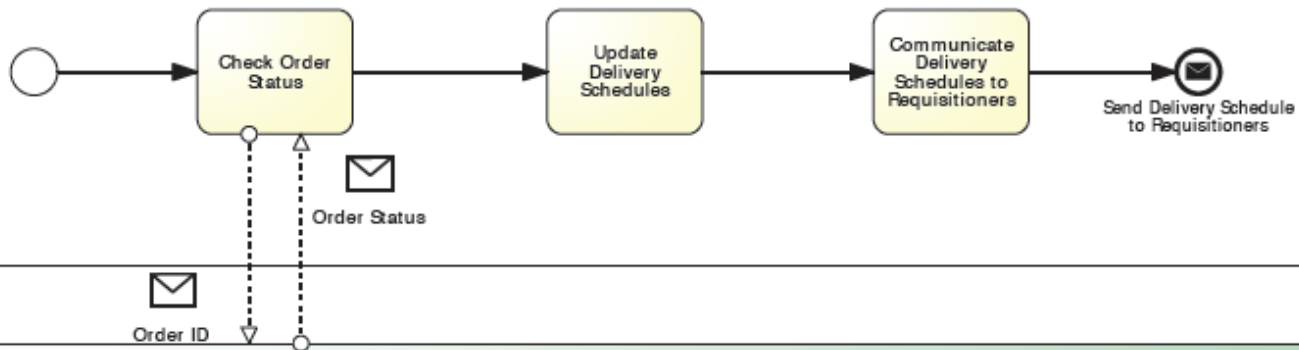 Check Order
Status
Update
Delivery
Schedules
Communicate
Delivery
Schedules to
Requisitioners
Send Delivery Schedule
to Requisitioners
Order Status
Order ID